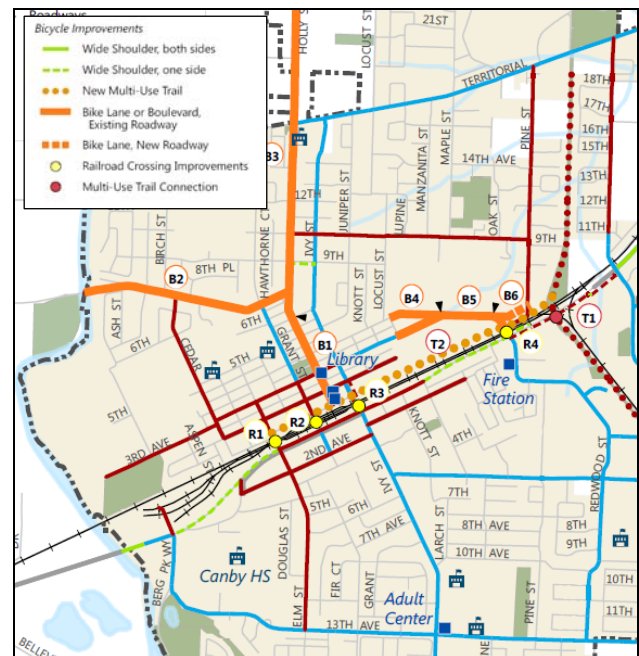 Roadways
Bicycle Improvements
Wide Shoulder, both sides
Wide Shoulder, one side
New Multi-Use Trail
Bike Lane or Boulevard,
Existing Roadway
Bike Lane, New Roadway
Railroad Crossing Improvements
Multi-Use Trail Connection
HOLLY ST
LOCUST ST
21ST
TERRITORIAL
18TH
17TH
16TH
15TH
13TH
12TH
11TH
PINE ST
MAPLE ST
MANZANITA ST
14TH AVE
LUPINE
OAK ST
JUNIPER ST
B3
12TH
IVY ST
9TH
9TH
HAWTHORNE CT
BIRCH ST
8TH PL
B2
KNOTT ST
LOCUST ST
B4
B5
B6
ASH ST
6TH
6TH
5TH
CEDAR
GRANT ST
B1
Library
T2
R4
T1
Fire
Station
5TH
3RD AVE
ASPEN ST
R1
R2
R3
2ND AVE
KNOTT ST
4TH
IVY ST
REDWOOD ST
5TH
6TH
7TH AVE
7TH
8TH AVE
8TH
9TH
10TH AVE
LARCH ST
DOUGLAS ST
BERG PKWY
Canby HS
FIR CT
GRANT
ELM ST
Adult
Center
PINE ST
10TH
11TH
13TH AVE
NE
DR
BELLE